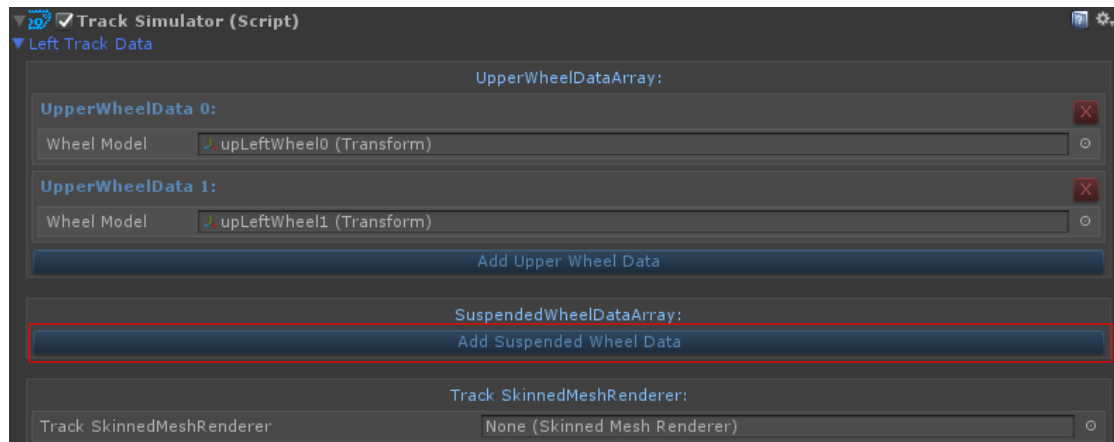 Track Simulator (Script)
Left Track Data
UpperWheelDataArray:
UpperWheelData 0:
X
Wheel Model upLeftWheel0 (Transform)
UpperWheelData 1:
X
Wheel Model upLeftWheel1 (Transform)
Add Upper Wheel Data
SuspendedWheelDataArray:
Add Suspended Wheel Data
Track SkinnedMeshRenderer:
Track SkinnedMeshRenderer None (Skinned Mesh Renderer)